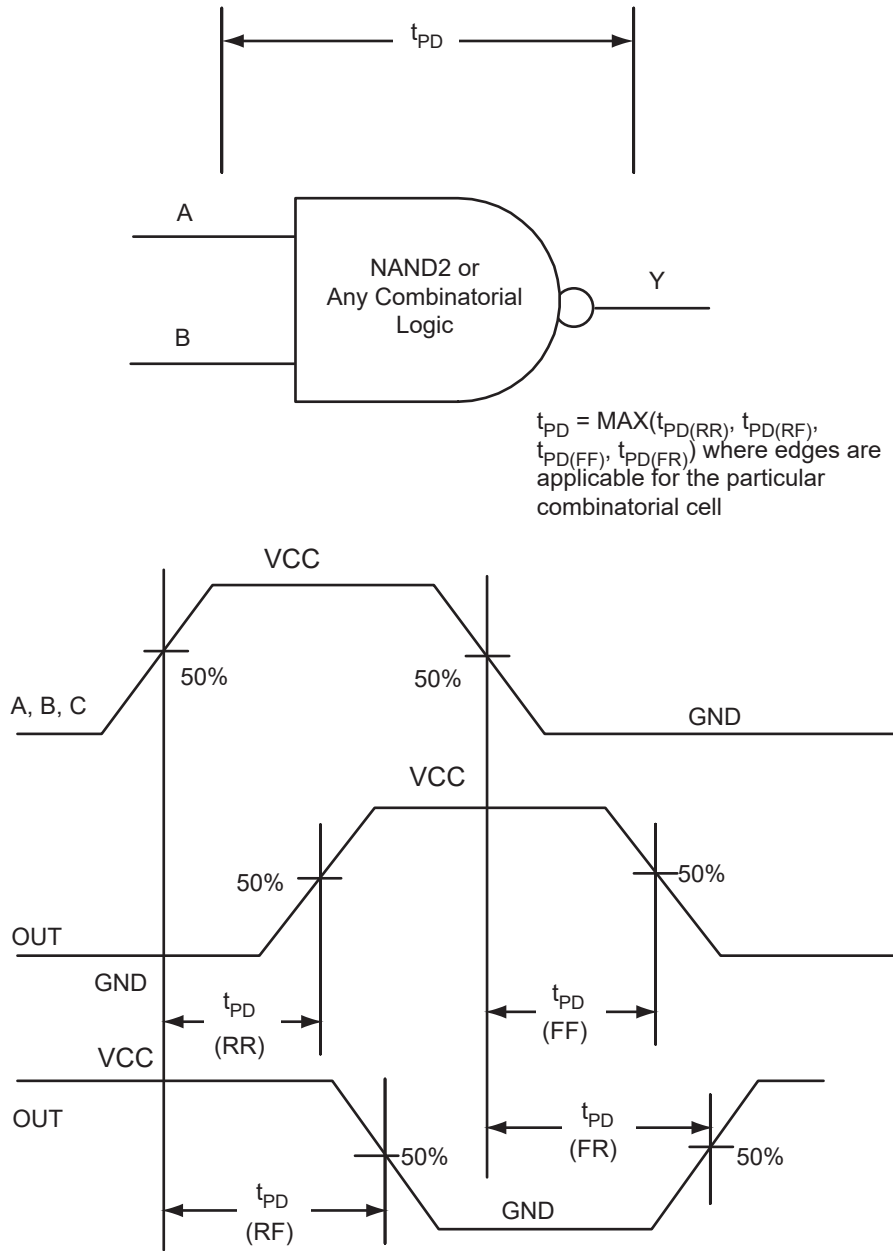 tPD
A
NAND2 or
Any Combinatorial
Logic
Y
B
tPD = MAX(tPD(RR), tPD(RF),
tPD(FF), tPD(FR)) where edges are
applicable for the particular
combinatorial cell
VCC
50%
50%
A, B, C
GND
VCC
50%
50%
OUT
GND
tPD
(RR)
tPD
(FF)
VCC
OUT
tPD
(FR)
50%
50%
tPD
(RF)
GND